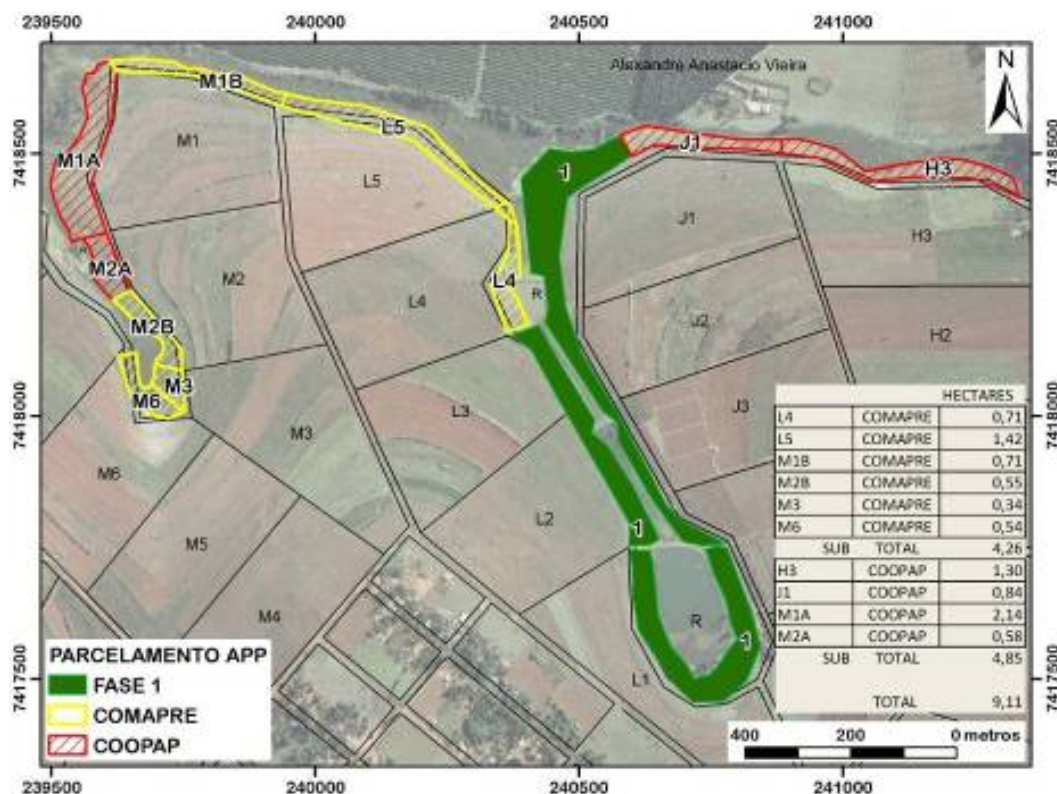 239500 240000 240500 241000
Alexandre Anastacio Vieira
N
M1B
M1
L5
7418500 7418500
M1A
1
J1
H3
L5
J1
H3
M2A
M2
L4
R
L4
J2
H2
M2B
M3
M6
L3
J3
7418000 7418000
M3
M6
L2
M5
1
M4
R
1
L1
7417500 7417500
HECTARES
L4 COMAPRE 0,71
L5 COMAPRE 1,42
M1B COMAPRE 0,71
M2B COMAPRE 0,55
M3 COMAPRE 0,34
M6 COMAPRE 0,54
SUB TOTAL 4,26
H3 COOPAP 1,30
J1 COOPAP 0,84
M1A COOPAP 2,14
M2A COOPAP 0,58
SUB TOTAL 4,85
TOTAL 9,11
PARCELAMENTO APP
FASE 1
COMAPRE
COOPAP
400 200 0 metros
239500 240000 240500 241000